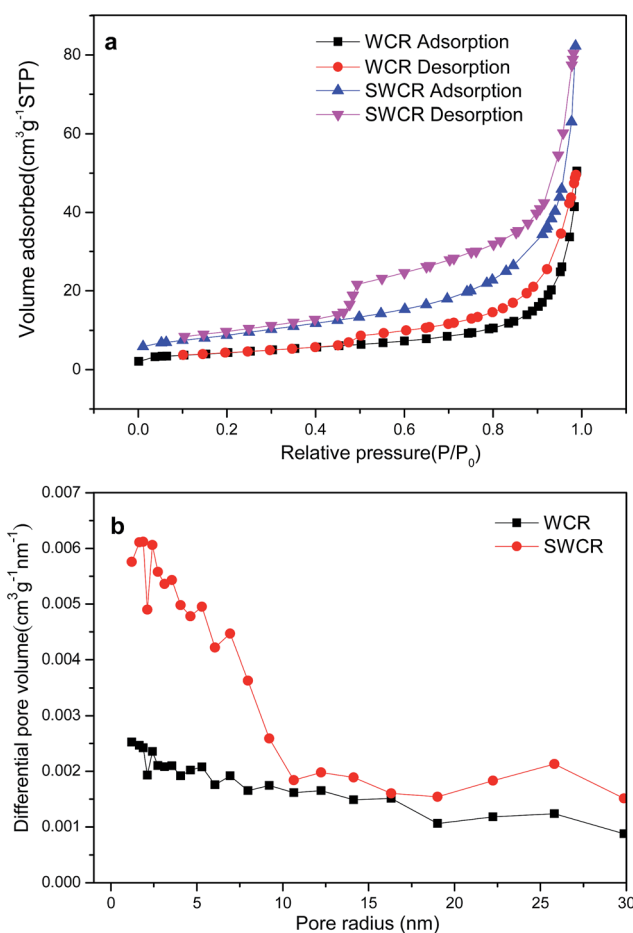 a
WCR Adsorption
WCR Desorption
SWCR Adsorption
SWCR Desorption
Volume adsorbed(cm³g⁻¹STP)
80
60
40
20
0
0.0 0.2 0.4 0.6 0.8 1.0
Relative pressure(P/P₀)
b
WCR
SWCR
Differential pore volume(cm³g⁻¹nm⁻¹)
0.007
0.006
0.005
0.004
0.003
0.002
0.001
0.000
0 5 10 15 20 25 30
Pore radius (nm)